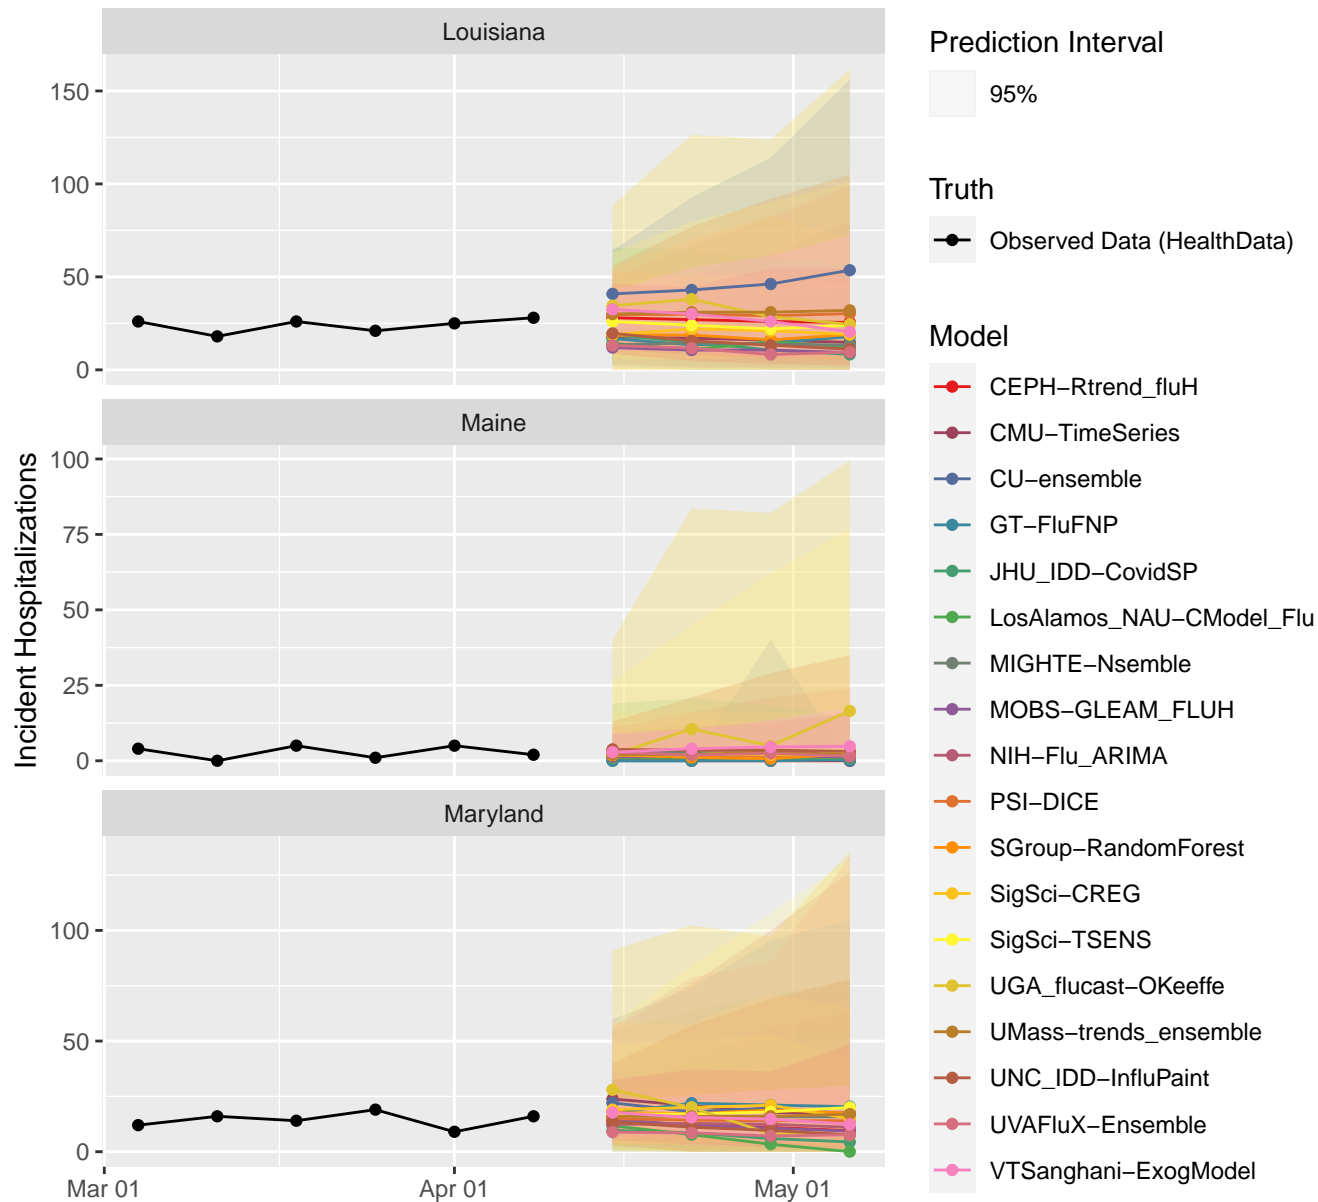 Louisiana
150
100
50
0
Maine
100
75
50
25
0
Maryland
100
50
0
Mar 01
Apr 01
May 01
Incident Hospitalizations
Prediction Interval
95%
Truth
Observed Data (HealthData)
Model
CEPH−Rtrend_fluH
CMU−TimeSeries
CU−ensemble
GT−FluFNP
JHU_IDD−CovidSP
LosAlamos_NAU−CModel_Flu
MIGHTE−Nsemble
MOBS−GLEAM_FLUH
NIH−Flu_ARIMA
PSI−DICE
SGroup−RandomForest
SigSci−CREG
SigSci−TSENS
UGA_flucast−OKeeffe
UMass−trends_ensemble
UNC_IDD−InfluPaint
UVAFluX−Ensemble
VTSanghani−ExogModel